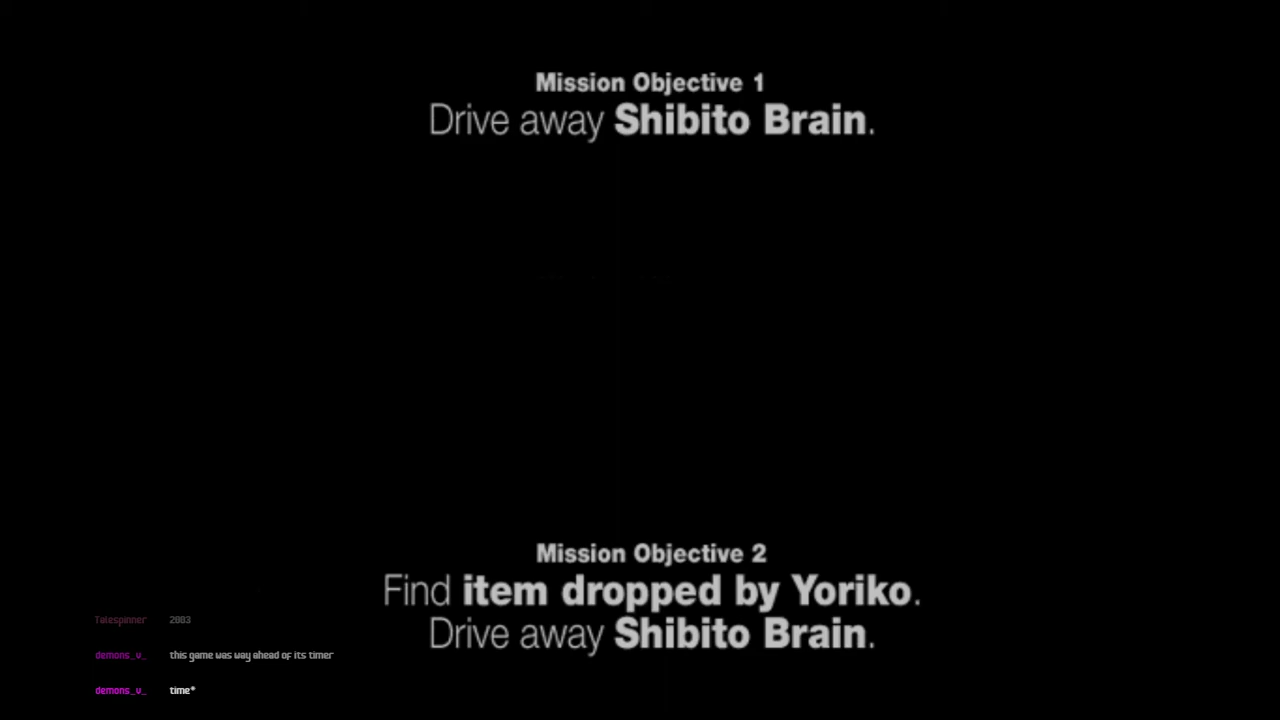 Mission Objective 1
Drive away Shibito Brain.
Mission Objective 2
Find item dropped by Yoriko.
Drive away Shibito Brain.
Talespinner 2003
demons_v_ this game was way ahead of its timer
demons_v_ time*